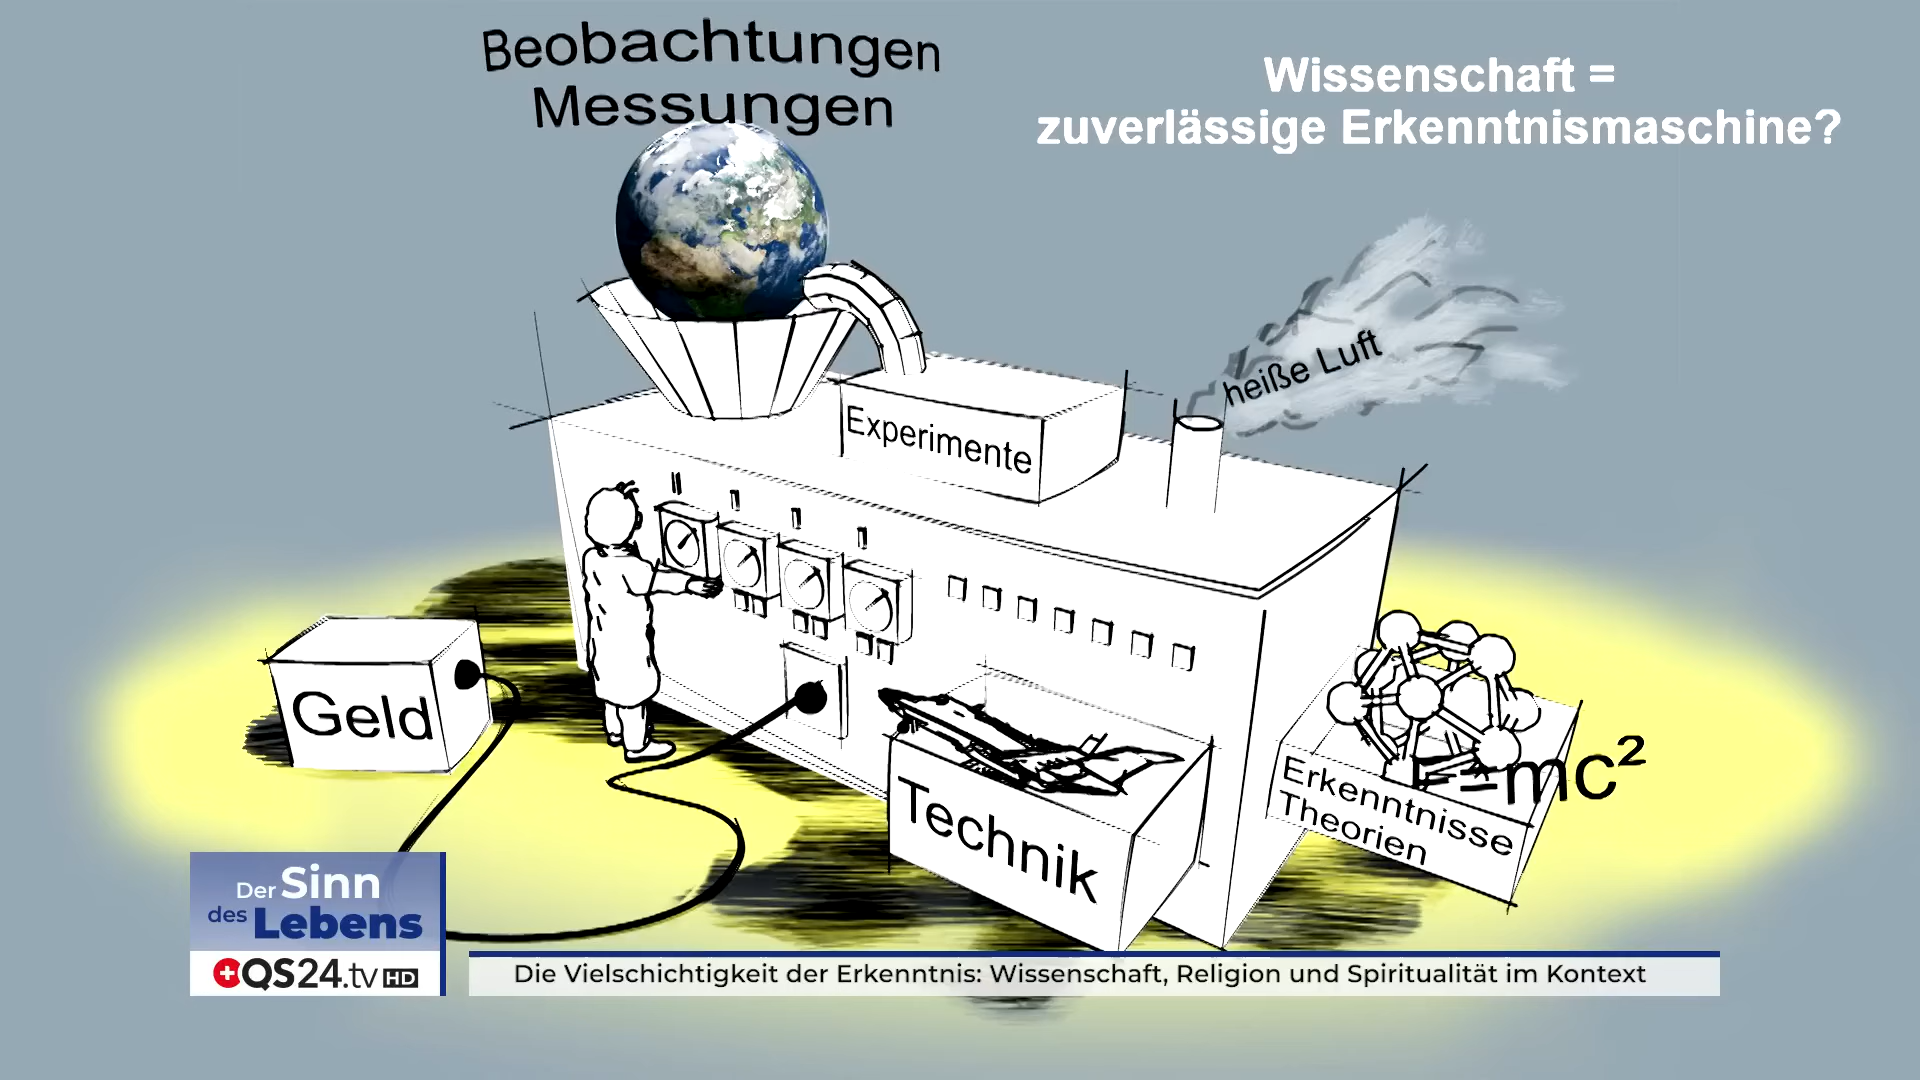 Beobachtungen
Messungen
Wissenschaft =
zuverlässige Erkenntnismaschine?
heiße Luft
Experimente
Geld
Technik
Erkenntnisse
Theorien
E=mc²
Der Sinn
des Lebens
QS24.tv HD
Die Vielschichtigkeit der Erkenntnis: Wissenschaft, Religion und Spiritualität im Kontext